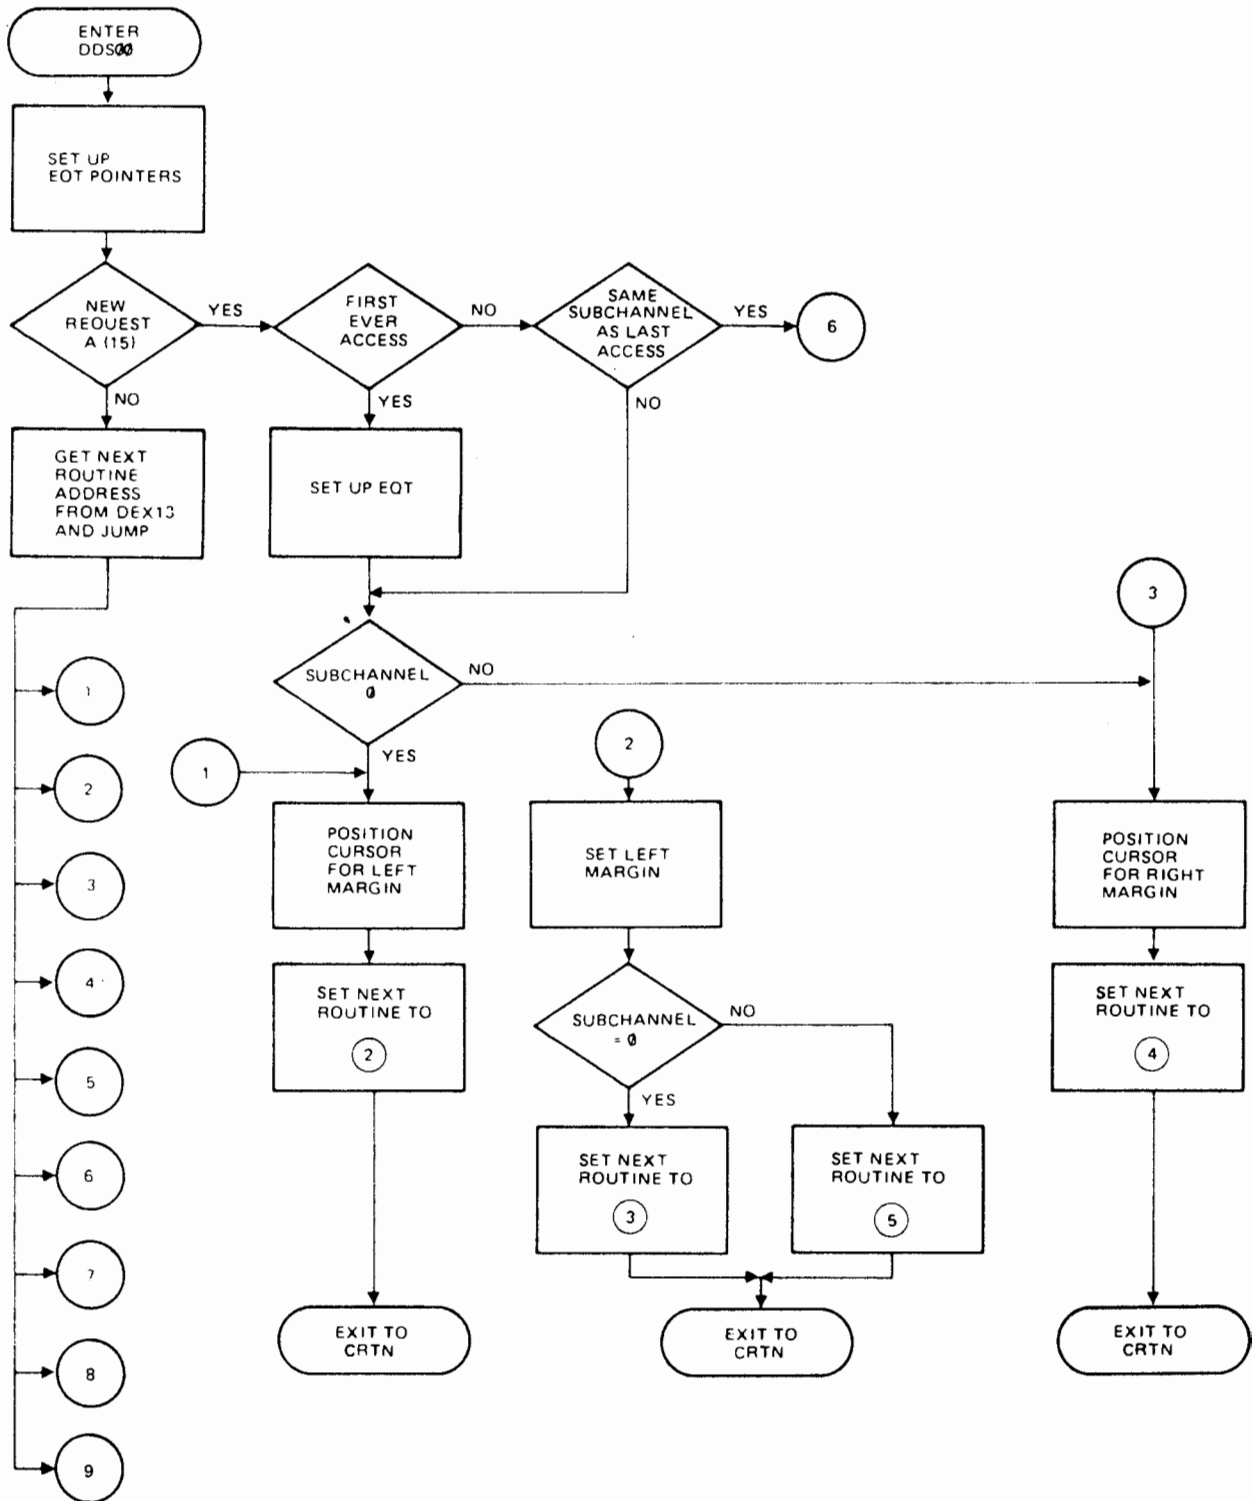 ENTER
DDS00
SET UP
EOT POINTERS
NEW
REQUEST
A (15)
YES
FIRST
EVER
ACCESS
NO
SAME
SUBCHANNEL
AS LAST
ACCESS
YES
6
NO
YES
NO
GET NEXT
ROUTINE
ADDRESS
FROM DEX13
AND JUMP
SET UP EQT
3
SUBCHANNEL
0
NO
YES
1
2
3
4
5
6
7
8
9
1
POSITION
CURSOR
FOR LEFT
MARGIN
SET NEXT
ROUTINE TO
2
EXIT TO
CRTN
2
SET LEFT
MARGIN
SUBCHANNEL
= 0
NO
YES
SET NEXT
ROUTINE TO
3
SET NEXT
ROUTINE TO
5
EXIT TO
CRTN
POSITION
CURSOR
FOR RIGHT
MARGIN
SET NEXT
ROUTINE TO
4
EXIT TO
CRTN